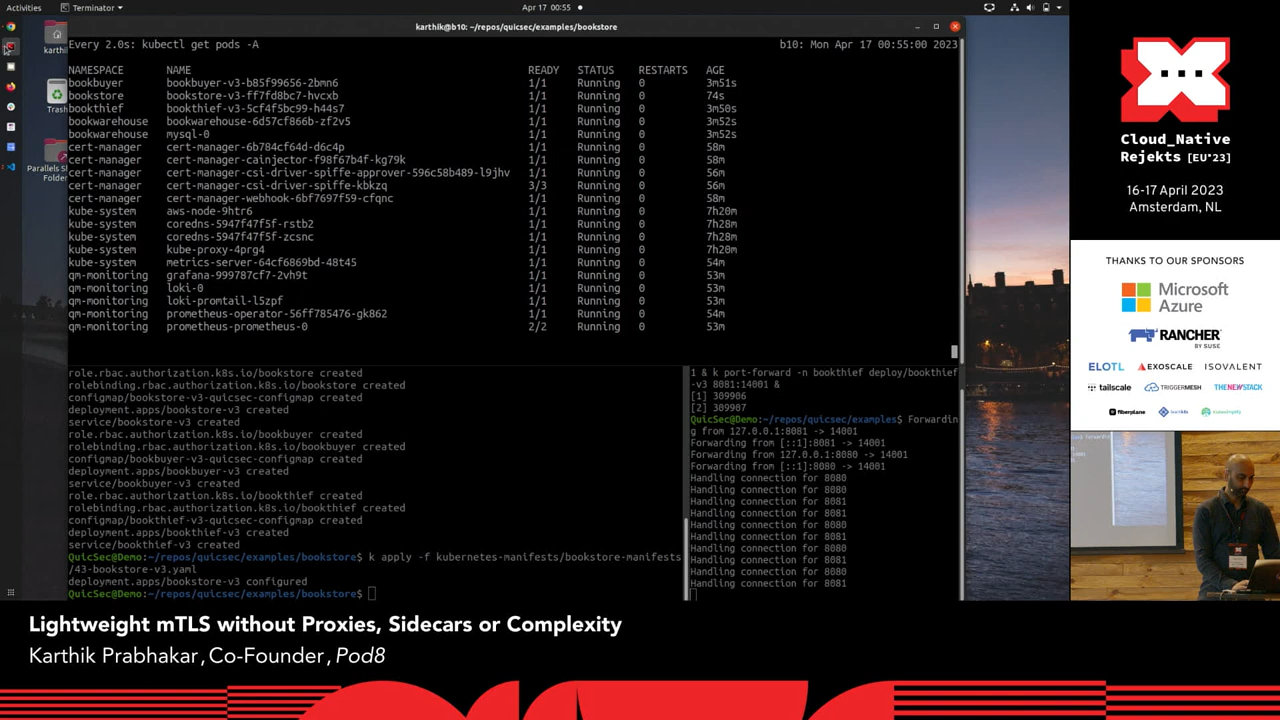 Activities
Terminator
Apr 17 00:55
karthik@b10: ~/repos/quicsec/examples/bookstore
karthi
Trash
Parallels Sh
Folder
Every 2.0s: kubectl get pods -A b10: Mon Apr 17 00:55:00 2023
NAMESPACE NAME READY STATUS RESTARTS AGE
bookbuyer bookbuyer-v3-b85f99656-2bmn6 1/1 Running 0 3m51s
bookstore bookstore-v3-ff7fd8bc7-hvcxb 1/1 Running 0 74s
bookthief bookthief-v3-5cf4f5bc99-h44s7 1/1 Running 0 3m50s
bookwarehouse bookwarehouse-6d57cf866b-zf2v5 1/1 Running 0 3m52s
bookwarehouse mysql-0 1/1 Running 0 3m52s
cert-manager cert-manager-6b784cf64d-d6c4p 1/1 Running 0 58m
cert-manager cert-manager-cainjector-f98f67b4f-kg79k 1/1 Running 0 58m
cert-manager cert-manager-csi-driver-spiffe-approver-596c58b489-l9jhv 1/1 Running 0 56m
cert-manager cert-manager-csi-driver-spiffe-kbkzq 3/3 Running 0 56m
cert-manager cert-manager-webhook-6bf7697f59-cfqnc 1/1 Running 0 58m
kube-system aws-node-9htr6 1/1 Running 0 7h20m
kube-system coredns-5947f47f5f-rstb2 1/1 Running 0 7h28m
kube-system coredns-5947f47f5f-zcsnc 1/1 Running 0 7h28m
kube-system kube-proxy-4prg4 1/1 Running 0 7h20m
kube-system metrics-server-64cf6869bd-48t45 1/1 Running 0 54m
qm-monitoring grafana-999787cf7-2vh9t 1/1 Running 0 53m
qm-monitoring loki-0 1/1 Running 0 53m
qm-monitoring loki-promtail-l5zpf 1/1 Running 0 53m
qm-monitoring prometheus-operator-56ff785476-gk862 1/1 Running 0 54m
qm-monitoring prometheus-prometheus-0 2/2 Running 0 53m
role.rbac.authorization.k8s.io/bookstore created
rolebinding.rbac.authorization.k8s.io/bookstore created
configmap/bookstore-v3-quicsec-configmap created
deployment.apps/bookstore-v3 created
service/bookstore-v3 created
role.rbac.authorization.k8s.io/bookbuyer created
rolebinding.rbac.authorization.k8s.io/bookbuyer created
configmap/bookbuyer-v3-quicsec-configmap created
deployment.apps/bookbuyer-v3 created
service/bookbuyer-v3 created
role.rbac.authorization.k8s.io/bookthief created
rolebinding.rbac.authorization.k8s.io/bookthief created
configmap/bookthief-v3-quicsec-configmap created
deployment.apps/bookthief-v3 created
service/bookthief-v3 created
QuicSec@Demo:~/repos/quicsec/examples/bookstore$ k apply -f kubernetes-manifests/bookstore-manifests
/43-bookstore-v3.yaml
deployment.apps/bookstore-v3 configured
QuicSec@Demo:~/repos/quicsec/examples/bookstore$
1 & k port-forward -n bookthief deploy/bookthief
-v3 8081:14001 &
[1] 309906
[2] 309907
QuicSec@Demo:~/repos/quicsec/examples$ Forwardin
g from 127.0.0.1:8081 -> 14001
Forwarding from [::1]:8081 -> 14001
Forwarding from 127.0.0.1:8080 -> 14001
Forwarding from [::1]:8080 -> 14001
Handling connection for 8080
Handling connection for 8080
Handling connection for 8081
Handling connection for 8081
Handling connection for 8080
Handling connection for 8081
Handling connection for 8080
Handling connection for 8081
Handling connection for 8080
Handling connection for 8081
Cloud_Native
Rejekts [EU'23]
16-17 April 2023
Amsterdam, NL
THANKS TO OUR SPONSORS
Microsoft
Azure
RANCHER
BY SUSE
ELOTL EXOSCALE ISOVALENT
tailscale TRIGGERMESH THENEWSTACK
fiberplane
Lightweight mTLS without Proxies, Sidecars or Complexity
Karthik Prabhakar, Co-Founder, Pod8